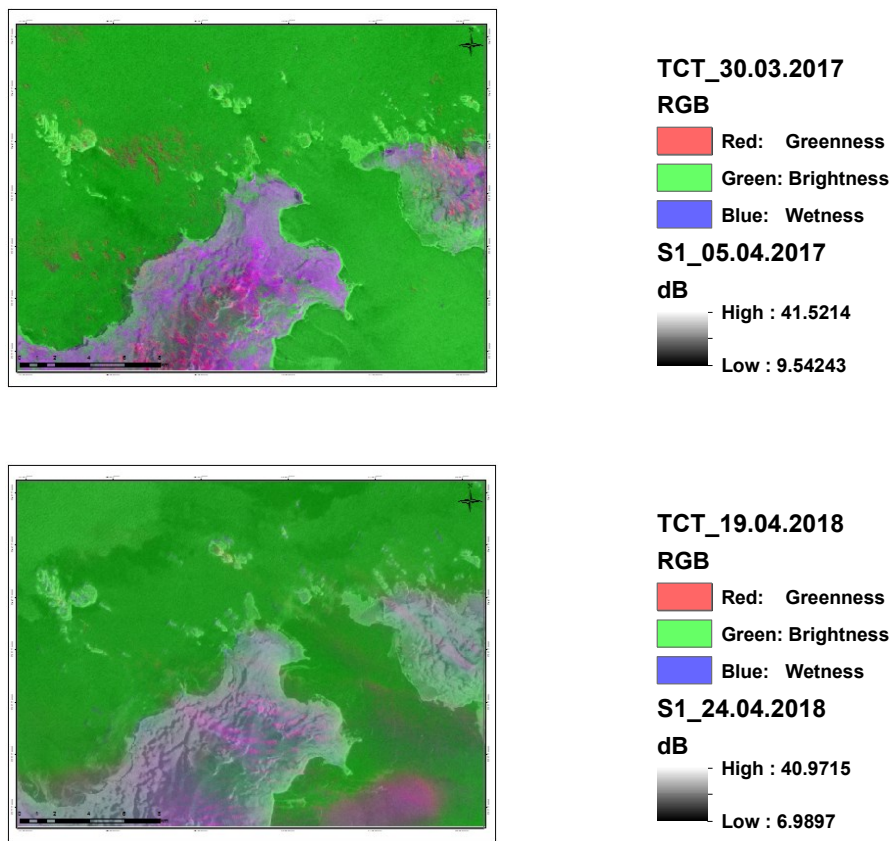 TCT_30.03.2017
RGB
Red: Greenness
Green: Brightness
Blue: Wetness
S1_05.04.2017
dB
High : 41.5214
Low : 9.54243
TCT_19.04.2018
RGB
Red: Greenness
Green: Brightness
Blue: Wetness
S1_24.04.2018
dB
High : 40.9715
Low : 6.9897